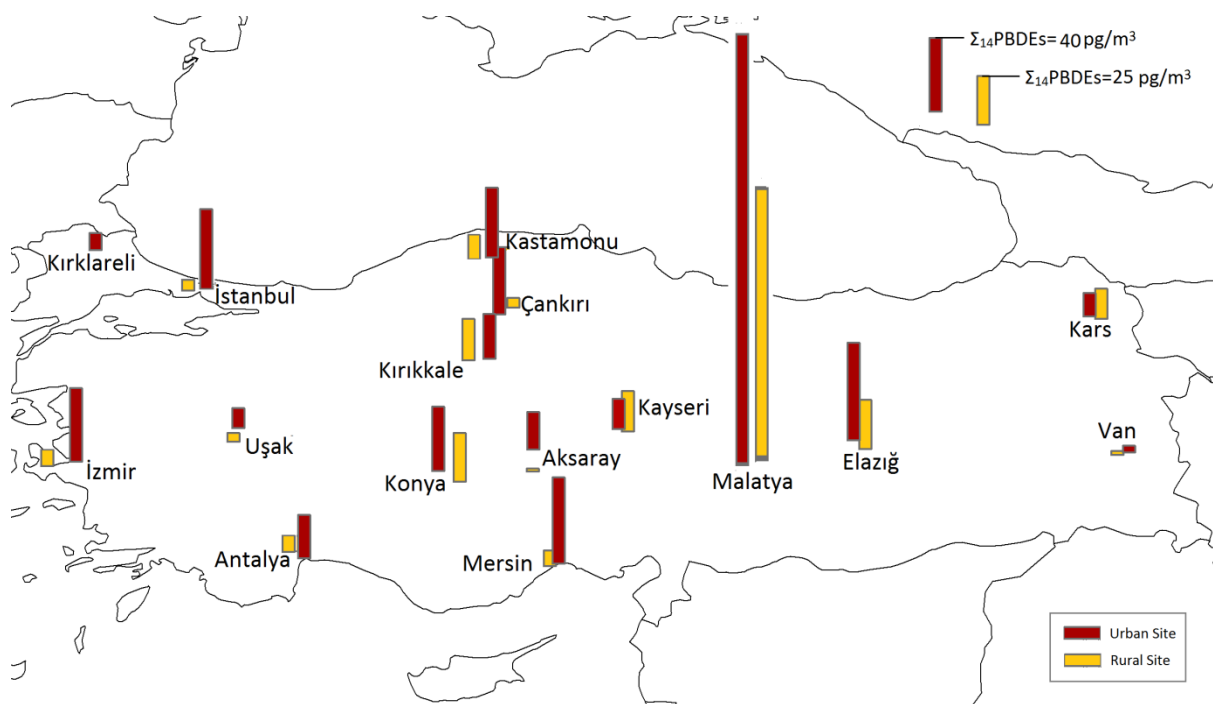 Σ₁₄PBDEs= 40 pg/m³
Σ₁₄PBDEs=25 pg/m³
Kastamonu
Kırklareli
İstanbul
Çankırı
Kars
Kırıkkale
Kayseri
Van
Uşak
Aksaray
Elazığ
İzmir
Konya
Malatya
Antalya
Mersin
Urban Site
Rural Site